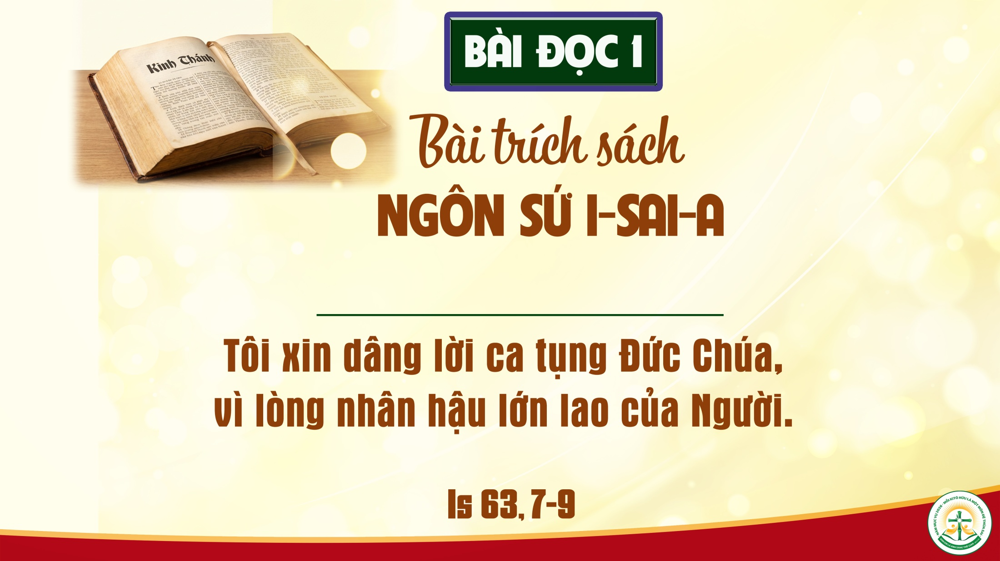 Kinh Thánh
BÀI ĐỌC 1
Bài trích sách
NGÔN SỨ I-SAI-A
Tôi xin dâng lời ca tụng Đức Chúa,
vì lòng nhân hậu lớn lao của Người.
Is 63, 7-9
NĂM MỤC VỤ 2026 - MỖI KITÔ HỮU LÀ MỘT MÔN ĐỆ THỪA SAI
ANH EM LÀ ÁNH SÁNG THẾ GIAN